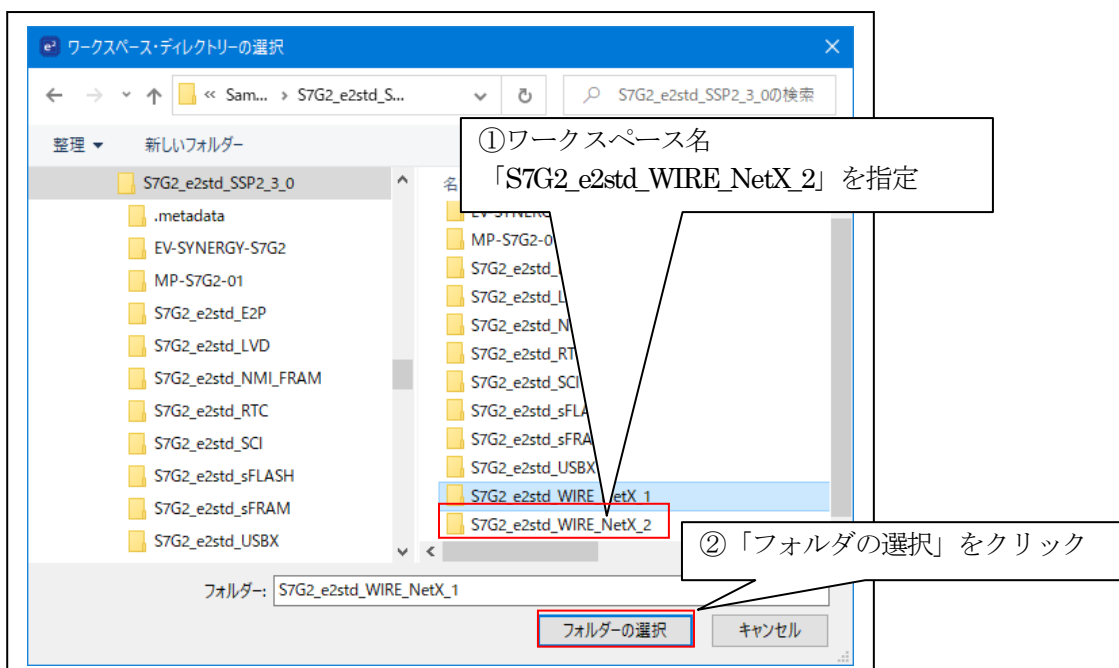 e² ワークスペース・ディレクトリーの選択
« Sam... › S7G2_e2std_S...
S7G2_e2std_SSP2_3_0の検索
整理
新しいフォルダー
①ワークスペース名
「S7G2_e2std_WIRE_NetX_2」を指定
S7G2_e2std_SSP2_3_0
.metadata
EV-SYNERGY-S7G2
MP-S7G2-01
S7G2_e2std_E2P
S7G2_e2std_LVD
S7G2_e2std_NMI_FRAM
S7G2_e2std_RTC
S7G2_e2std_SCI
S7G2_e2std_sFLASH
S7G2_e2std_sFRAM
S7G2_e2std_USBX
名
MP-S7G2-0
S7G2_e2std_
S7G2_e2std_L
S7G2_e2std_N
S7G2_e2std_RT
S7G2_e2std_SCI
S7G2_e2std_sFLA
S7G2_e2std_sFRA
S7G2_e2std_USBX
S7G2_e2std_WIRE_NetX_1
S7G2_e2std_WIRE_NetX_2
②「フォルダの選択」をクリック
フォルダー: S7G2_e2std_WIRE_NetX_1
フォルダーの選択
キャンセル